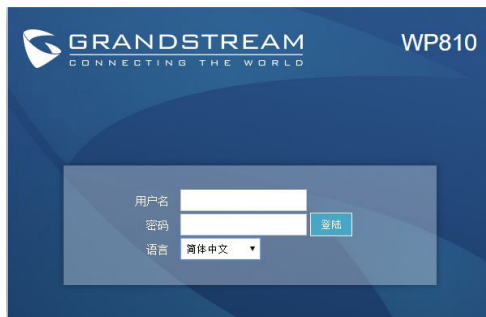 GRANDSTREAM WP810
CONNECTING THE WORLD
用户名
密码 登陆
语言 简体中文